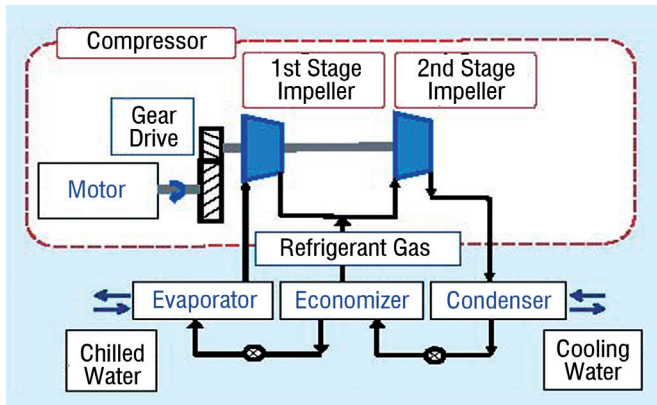 Compressor
1st Stage
Impeller
2nd Stage
Impeller
Gear
Drive
Motor
Refrigerant Gas
Evaporator
Economizer
Condenser
Chilled
Water
Cooling
Water